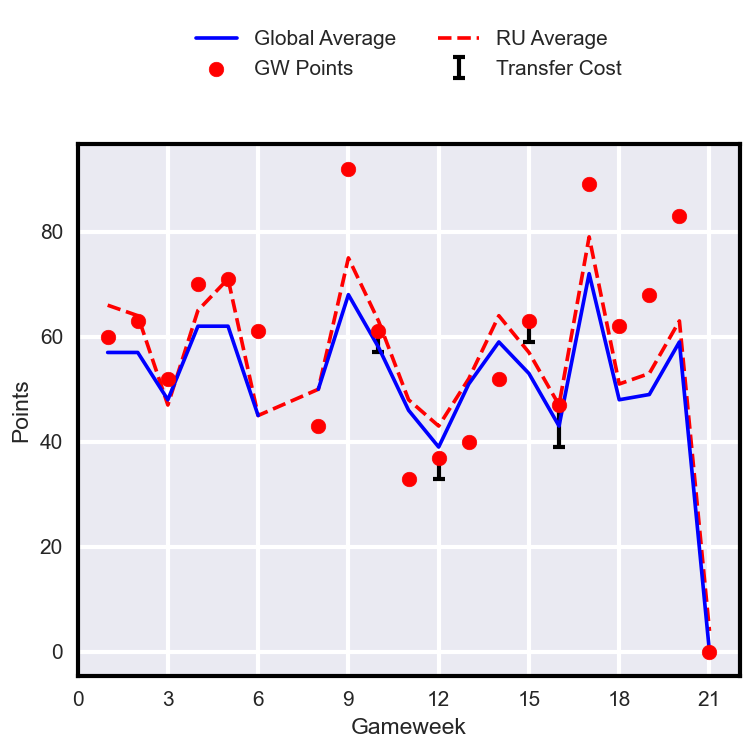 Global Average
RU Average
GW Points
Transfer Cost
80
60
40
20
0
Points
0 3 6 9 12 15 18 21
Gameweek